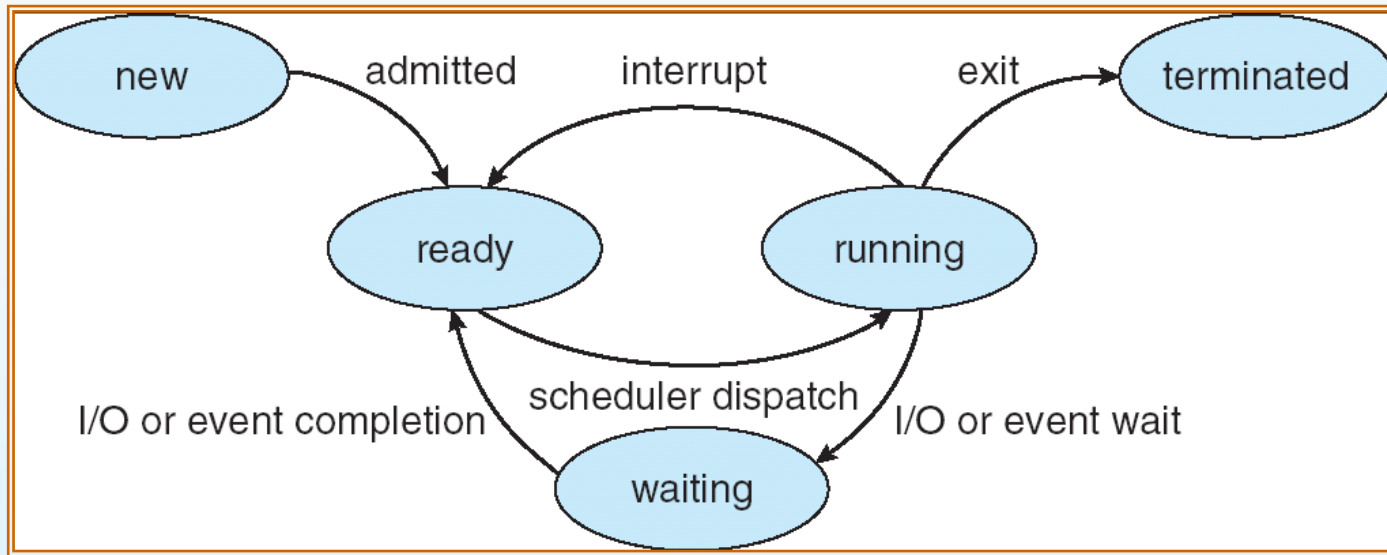 new
admitted
interrupt
exit
terminated
ready
running
scheduler dispatch
I/O or event completion
I/O or event wait
waiting